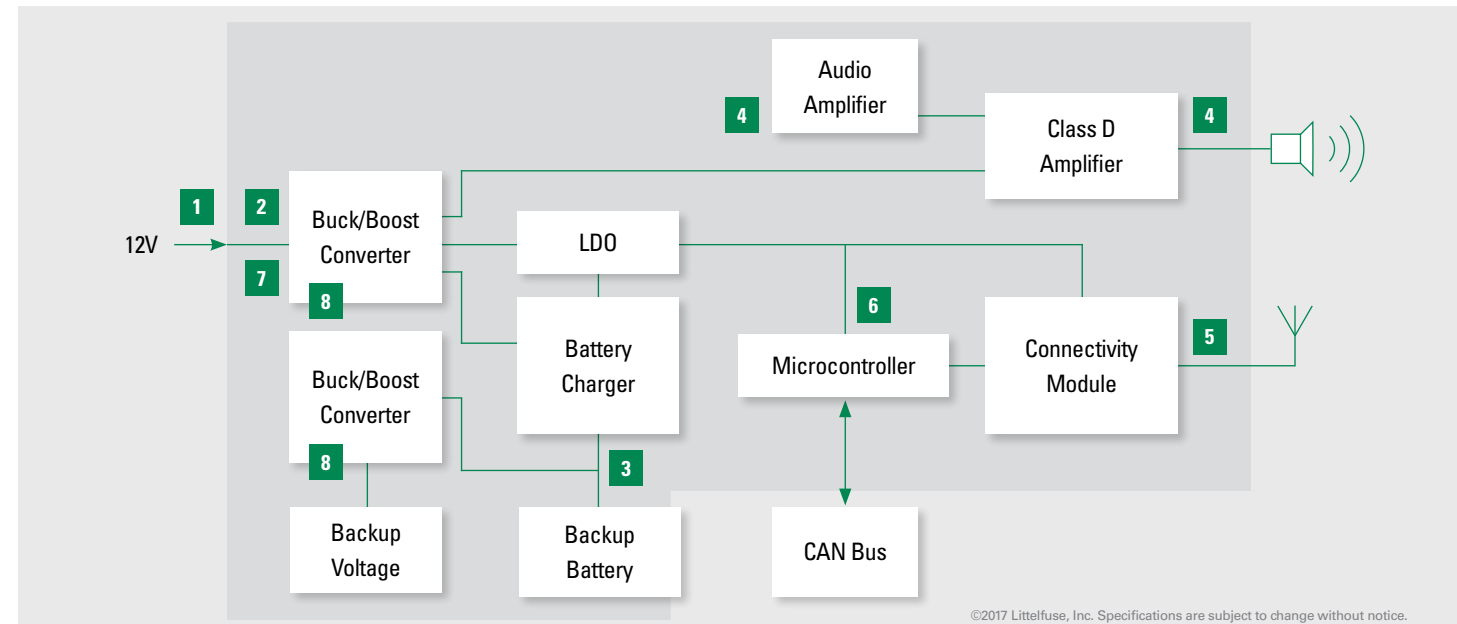 Audio
Amplifier
4
Class D
Amplifier
4
1
2
Buck/Boost
Converter
12V
7
8
LDO
6
Battery
Charger
Microcontroller
Connectivity
Module
5
Buck/Boost
Converter
8
3
Backup
Voltage
Backup
Battery
CAN Bus
©2017 Littelfuse, Inc. Specifications are subject to change without notice.